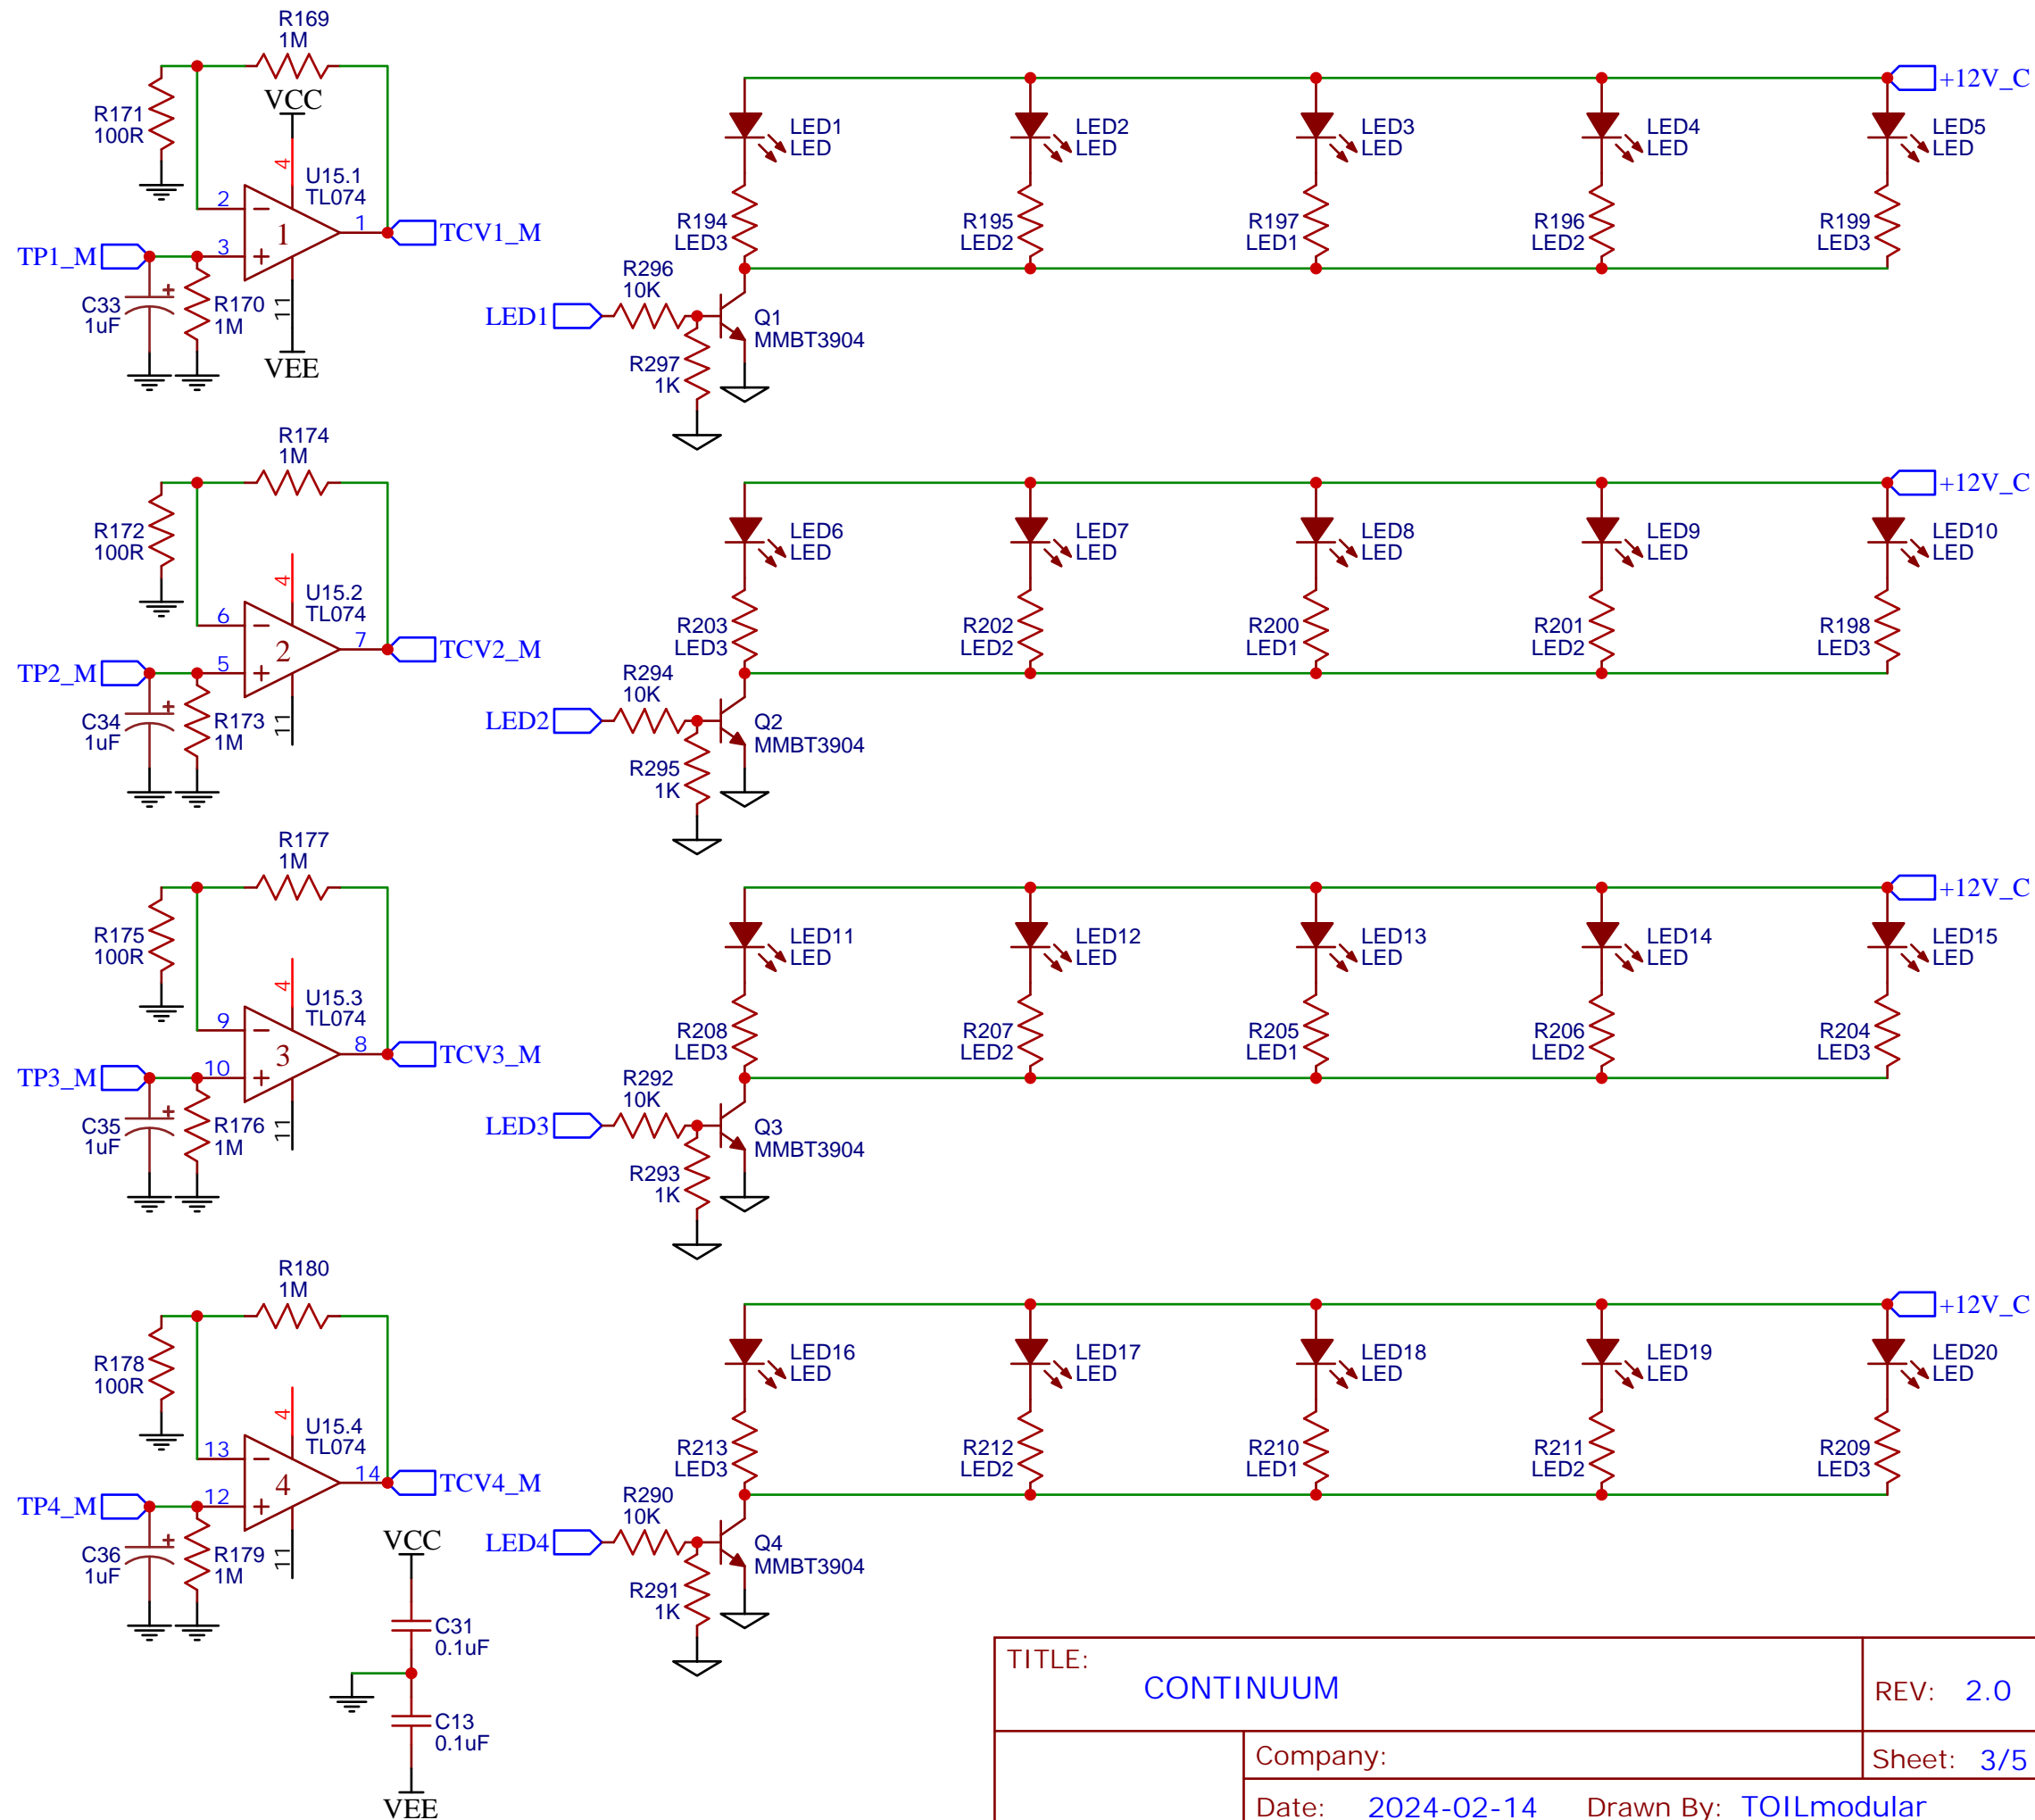 R169
1M
VCC
R171
100R
4
U15.1
TL074
2
1
1
TCV1_M
TP1_M
3
C33
1uF
R170
1M
11
VEE
+12V_C
LED1
LED
LED2
LED
LED3
LED
LED4
LED
LED5
LED
R194
LED3
R195
LED2
R197
LED1
R196
LED2
R199
LED3
R296
10K
LED1
Q1
MMBT3904
R297
1K
R174
1M
R172
100R
4
U15.2
TL074
6
2
7
TCV2_M
TP2_M
5
C34
1uF
R173
1M
11
+12V_C
LED6
LED
LED7
LED
LED8
LED
LED9
LED
LED10
LED
R203
LED3
R202
LED2
R200
LED1
R201
LED2
R198
LED3
R294
10K
LED2
Q2
MMBT3904
R295
1K
R177
1M
R175
100R
4
U15.3
TL074
9
3
8
TCV3_M
TP3_M
10
C35
1uF
R176
1M
11
+12V_C
LED11
LED
LED12
LED
LED13
LED
LED14
LED
LED15
LED
R208
LED3
R207
LED2
R205
LED1
R206
LED2
R204
LED3
R292
10K
LED3
Q3
MMBT3904
R293
1K
R180
1M
R178
100R
4
U15.4
TL074
13
4
14
TCV4_M
TP4_M
12
C36
1uF
R179
1M
11
+12V_C
LED16
LED
LED17
LED
LED18
LED
LED19
LED
LED20
LED
R213
LED3
R212
LED2
R210
LED1
R211
LED2
R209
LED3
R290
10K
LED4
Q4
MMBT3904
R291
1K
VCC
C31
0.1uF
C13
0.1uF
VEE
TITLE:
CONTINUUM
REV: 2.0
Company:
Sheet: 3/5
Date: 2024-02-14 Drawn By: TOILmodular